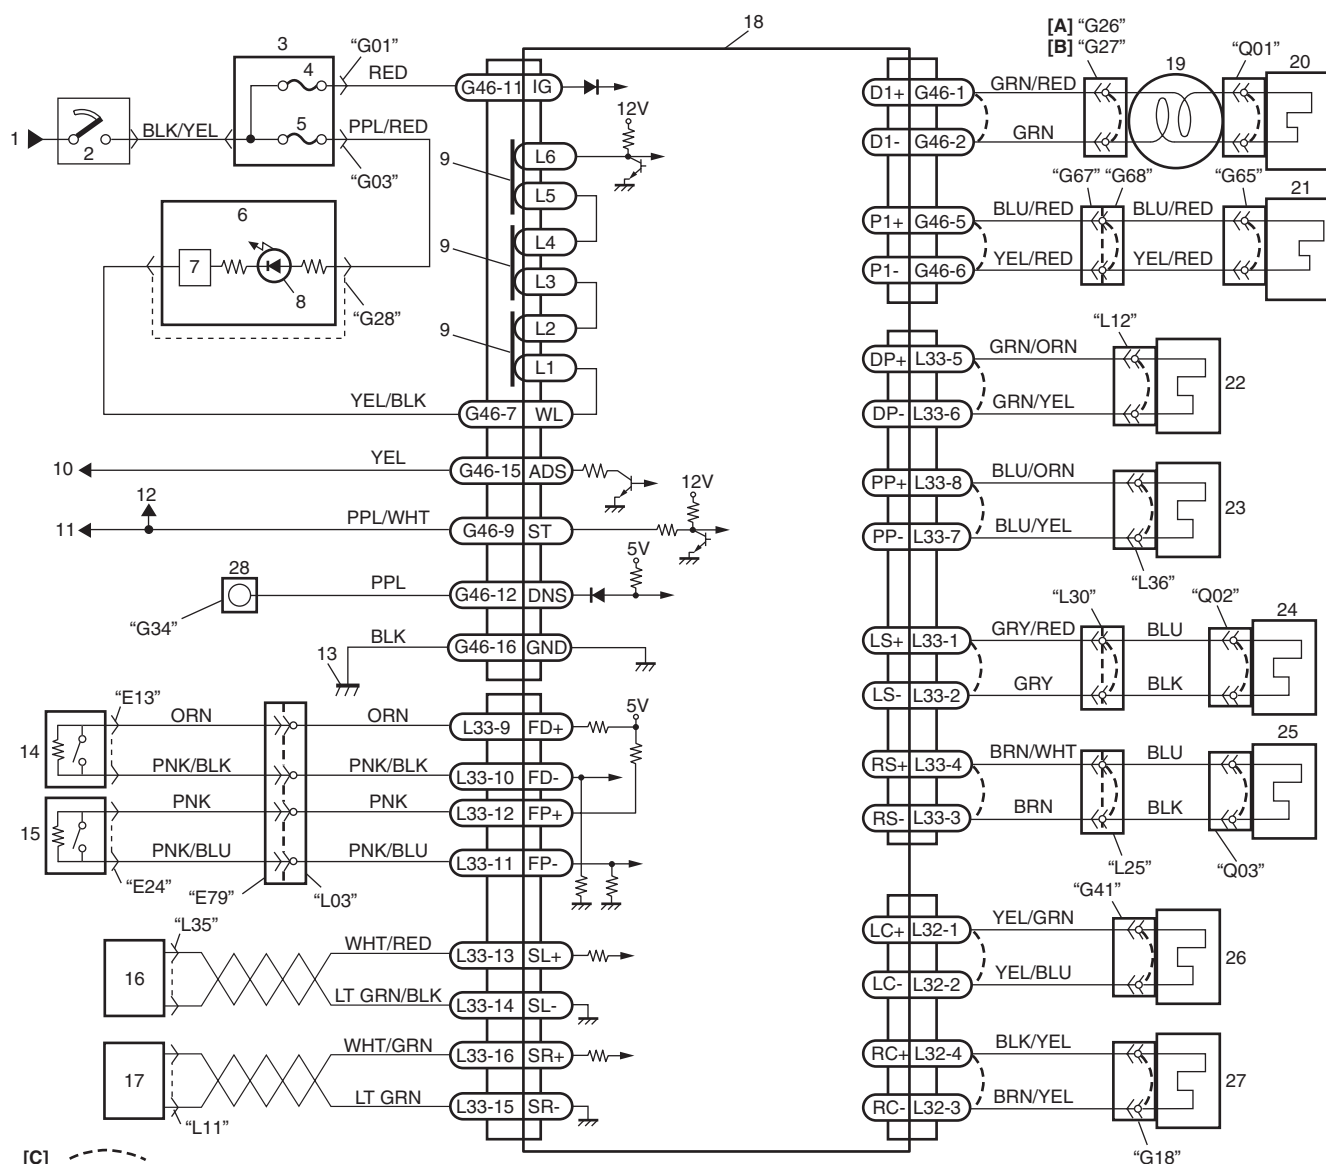 18
[A] "G26"
[B] "G27"
3
"G01"
4
RED
G46-11 IG
12V
D1+ G46-1
GRN/RED
19
"Q01"
20
1
2
BLK/YEL
5
PPL/RED
"G03"
9
L6
L5
D1- G46-2
GRN
"G67" "G68"
"G65"
21
6
7
8
"G28"
9
L4
L3
P1+ G46-5
BLU/RED
BLU/RED
P1- G46-6
YEL/RED
YEL/RED
9
L2
L1
"L12"
DP+ L33-5
GRN/ORN
22
YEL/BLK
G46-7 WL
DP- L33-6
GRN/YEL
10
YEL
G46-15 ADS
12V
PP+ L33-8
BLU/ORN
23
12
11
PPL/WHT
G46-9 ST
PP- L33-7
BLU/YEL
"L36"
28
PPL
G46-12 DNS
5V
"G34"
"L30"
"Q02"
24
13
BLK
G46-16 GND
LS+ L33-1
GRY/RED
BLU
LS- L33-2
GRY
BLK
"E13"
14
ORN
ORN
L33-9 FD+
5V
25
PNK/BLK
PNK/BLK
L33-10 FD-
RS+ L33-4
BRN/WHT
BLU
15
PNK
PNK
L33-12 FP+
RS- L33-3
BRN
BLK
PNK/BLU
PNK/BLU
L33-11 FP-
"L25"
"Q03"
"E24"
"E79"
"L03"
"G41"
"L35"
16
WHT/RED
L33-13 SL+
LC+ L32-1
YEL/GRN
26
LT GRN/BLK
L33-14 SL-
LC- L32-2
YEL/BLU
17
WHT/GRN
L33-16 SR+
RC+ L32-4
BLK/YEL
27
LT GRN
L33-15 SR-
RC- L32-3
BRN/YEL
"L11"
"G18"
[C]